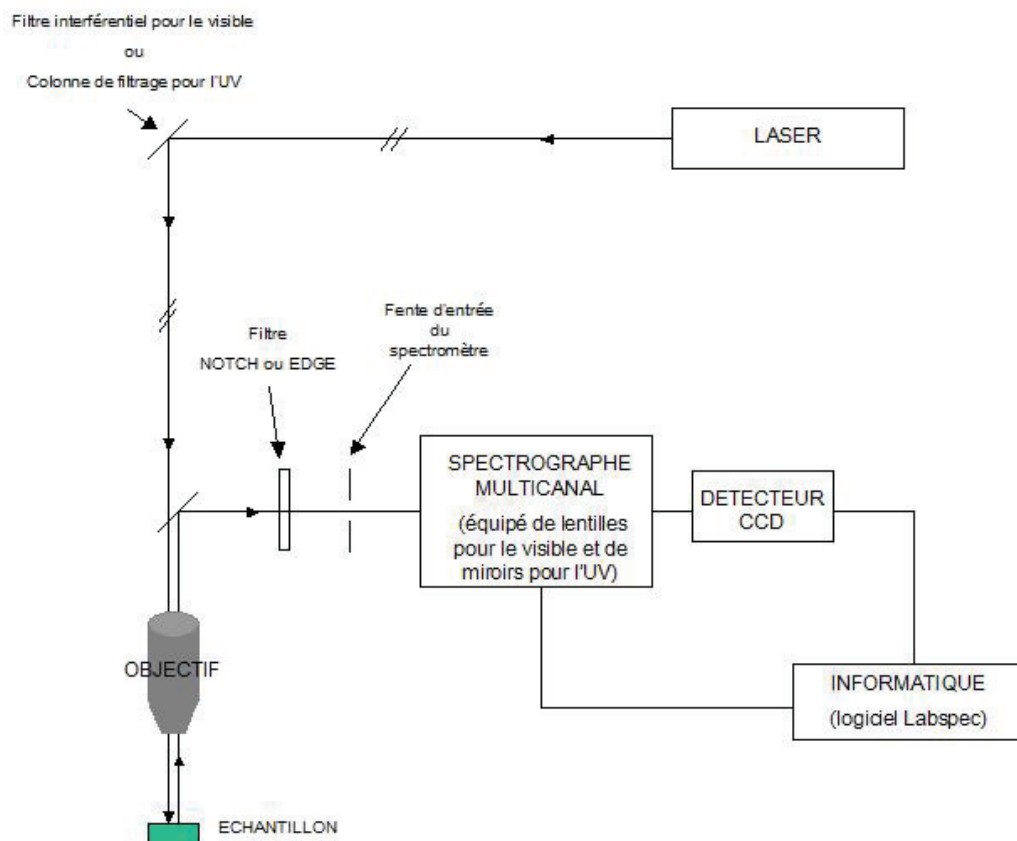 Filtre interférentiel pour le visible
ou
Colonne de filtrage pour l'UV
LASER
Fente d'entrée
du
spectromètre
Filtre
NOTCH ou EDGE
SPECTROGRAPHE
MULTICANAL
(équipé de lentilles
pour le visible et de
miroirs pour l'UV)
DETECTEUR
CCD
OBJECTIF
INFORMATIQUE
(logiciel Labspec)
ECHANTILLON